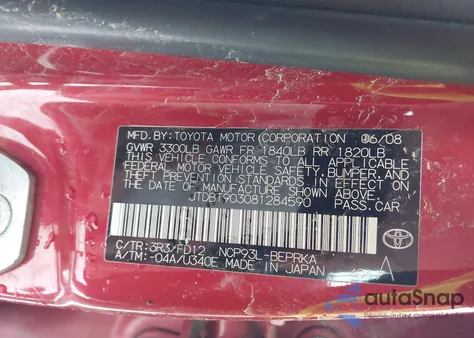 MFD. BY: TOYOTA MOTOR CORPORATION 06/08
GVWR 3300LB GAWR FR 1840LB RR 1820LB
THIS VEHICLE CONFORMS TO ALL APPLICABLE
FEDERAL MOTOR VEHICLE SAFETY, BUMPER, AND
THEFT PREVENTION STANDARDS IN EFFECT ON
THE DATE OF MANUFACTURE SHOWN ABOVE.
JTDBT903081284590 PASS.CAR
C/TR: 3R3/FD12 NCP93L-BEPRKA
A/TM: -04A/U340E MADE IN JAPAN
TOYOTA
autoSnap